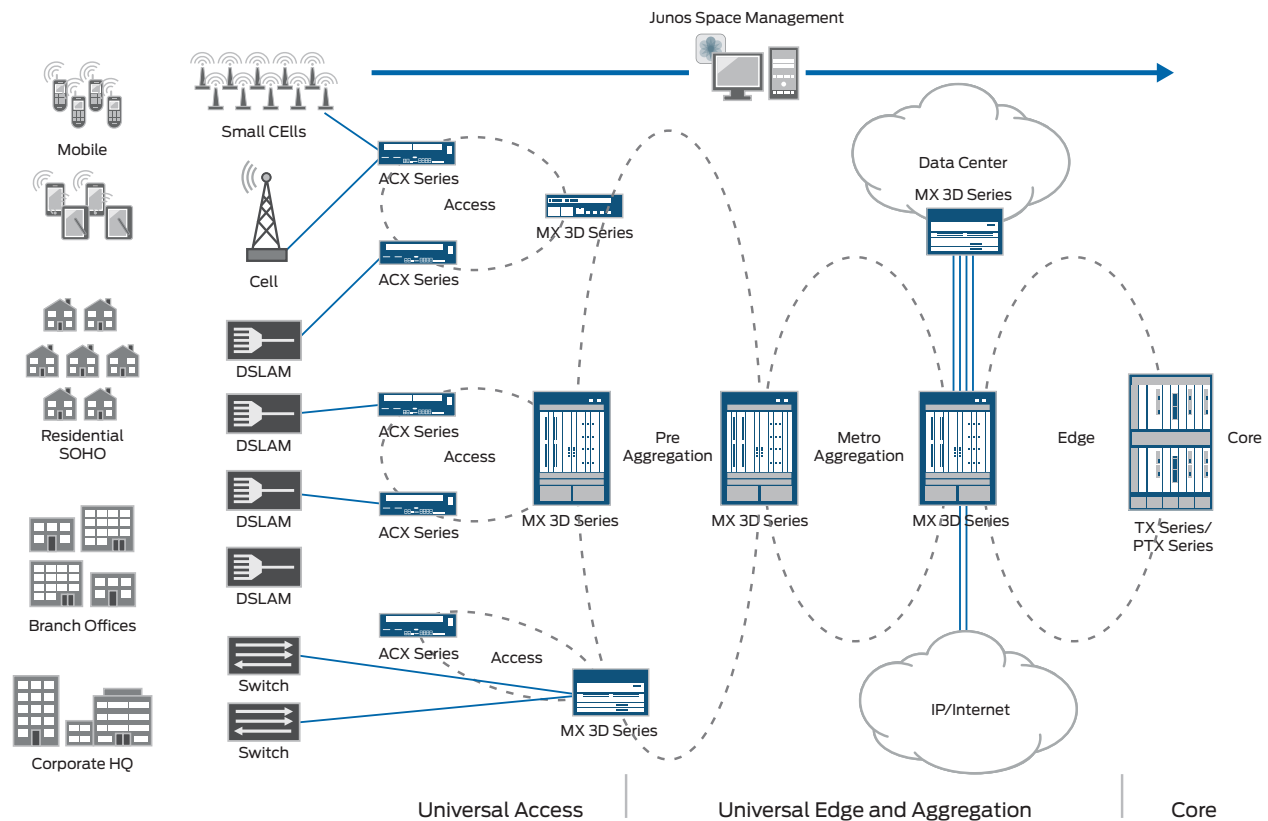 Junos Space Management
Mobile
Small CElls
ACX Series
Access
MX 3D Series
Data Center
MX 3D Series
Cell
ACX Series
DSLAM
Residential
SOHO
DSLAM
ACX Series
Access
DSLAM
ACX Series
MX 3D Series
Pre
Aggregation
MX 3D Series
Metro
Aggregation
MX 3D Series
Edge
Core
TX Series/
PTX Series
DSLAM
Branch Offices
ACX Series
Access
Switch
MX 3D Series
Switch
IP/Internet
Corporate HQ
Universal Access
Universal Edge and Aggregation
Core